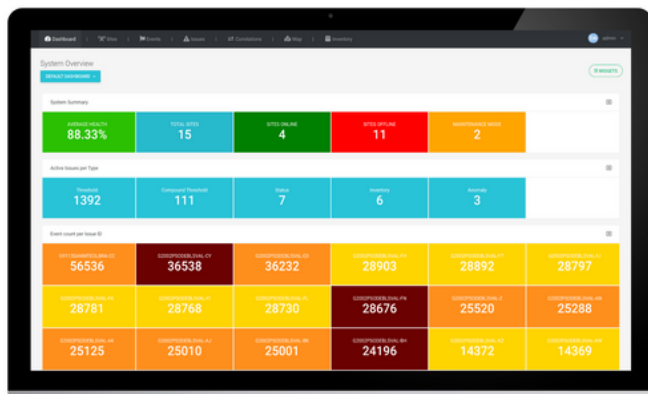 Dashboard Sites Events Issues Correlations Map Inventory admin
System Overview
DEFAULT DASHBOARD
WIDGETS
System Summary
AVERAGE HEALTH TOTAL SITES SITES ONLINE SITES OFFLINE MAINTENANCE MODE
88.33% 15 4 11 2
Active Issues per Type
Threshold Compound Threshold Status Inventory Anomaly
1392 111 7 6 3
Event count per Issue ID
56536 36538 36232 28903 28892 28797
28781 28768 28730 28676 25520 25288
25125 25010 25001 24196 14372 14369